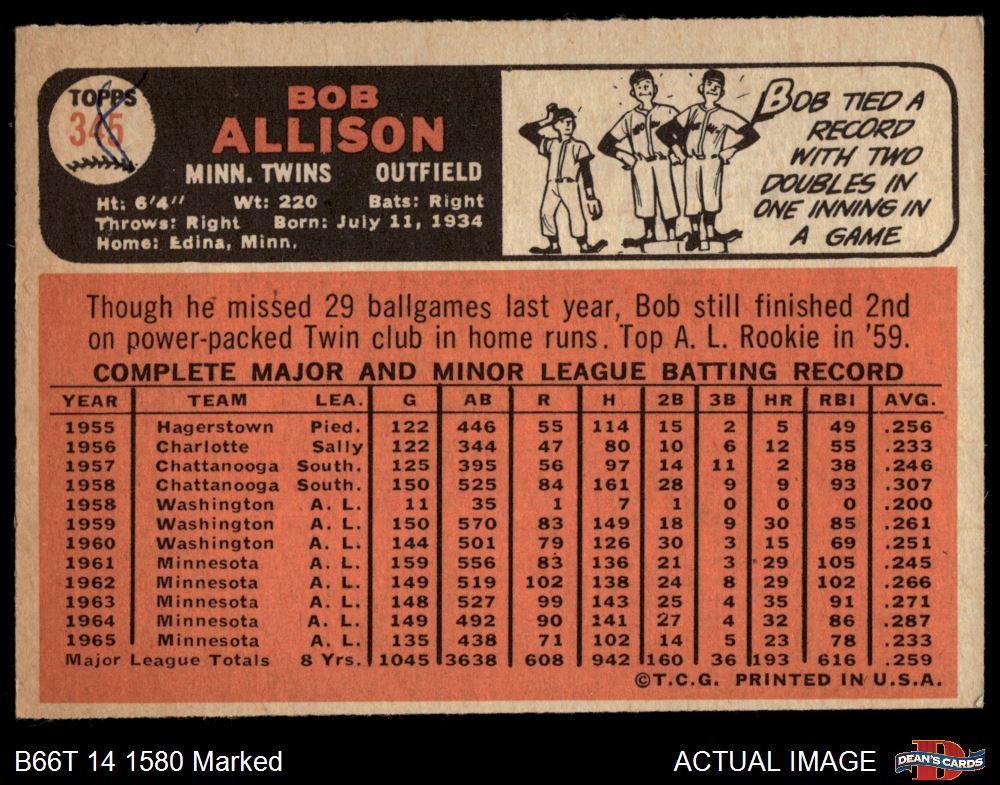 TOPPS
345
BOB
ALLISON
MINN. TWINS OUTFIELD
Ht: 6'4" Wt: 220 Bats: Right
Throws: Right Born: July 11, 1934
Home: Edina, Minn.
BOB TIED A
RECORD
WITH TWO
DOUBLES IN
ONE INNING IN
A GAME
Though he missed 29 ballgames last year, Bob still finished 2nd
on power-packed Twin club in home runs. Top A. L. Rookie in '59.
COMPLETE MAJOR AND MINOR LEAGUE BATTING RECORD
YEAR TEAM LEA. G AB R H 2B 3B HR RBI AVG.
1955 Hagerstown Pied. 122 446 55 114 15 2 5 49 .256
1956 Charlotte Sally 122 344 47 80 10 6 12 55 .233
1957 Chattanooga South. 125 395 56 97 14 11 2 38 .246
1958 Chattanooga South. 150 525 84 161 28 9 9 93 .307
1958 Washington A. L. 11 35 1 7 1 0 0 0 .200
1959 Washington A. L. 150 570 83 149 18 9 30 85 .261
1960 Washington A. L. 144 501 79 126 30 3 15 69 .251
1961 Minnesota A. L. 159 556 83 136 21 3 29 105 .245
1962 Minnesota A. L. 149 519 102 138 24 8 29 102 .266
1963 Minnesota A. L. 148 527 99 143 25 4 35 91 .271
1964 Minnesota A. L. 149 492 90 141 27 4 32 86 .287
1965 Minnesota A. L. 135 438 71 102 14 5 23 78 .233
Major League Totals 8 Yrs. 1045 3638 608 942 160 36 193 616 .259
©T.C.G. PRINTED IN U.S.A.
B66T 14 1580 Marked
ACTUAL IMAGE
D
DEAN'S CARDS